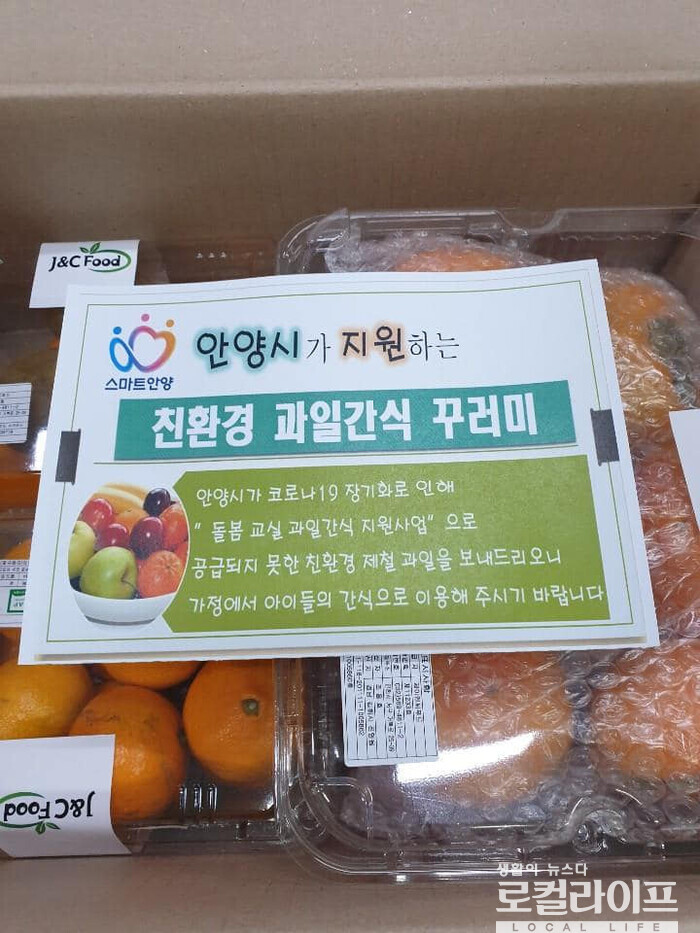 J&C Food
스마트안양
안양시가 지원하는
친환경 과일간식 꾸러미
안양시가 코로나19 장기화로 인해
" 돌봄 교실 과일간식 지원사업" 으로
공급되지 못한 친환경 제철 과일을 보내드리오니
가정에서 아이들의 간식으로 이용해 주시기 바랍니다
J&C Food
생활의 뉴스다
로컬라이프
LOCAL LIFE